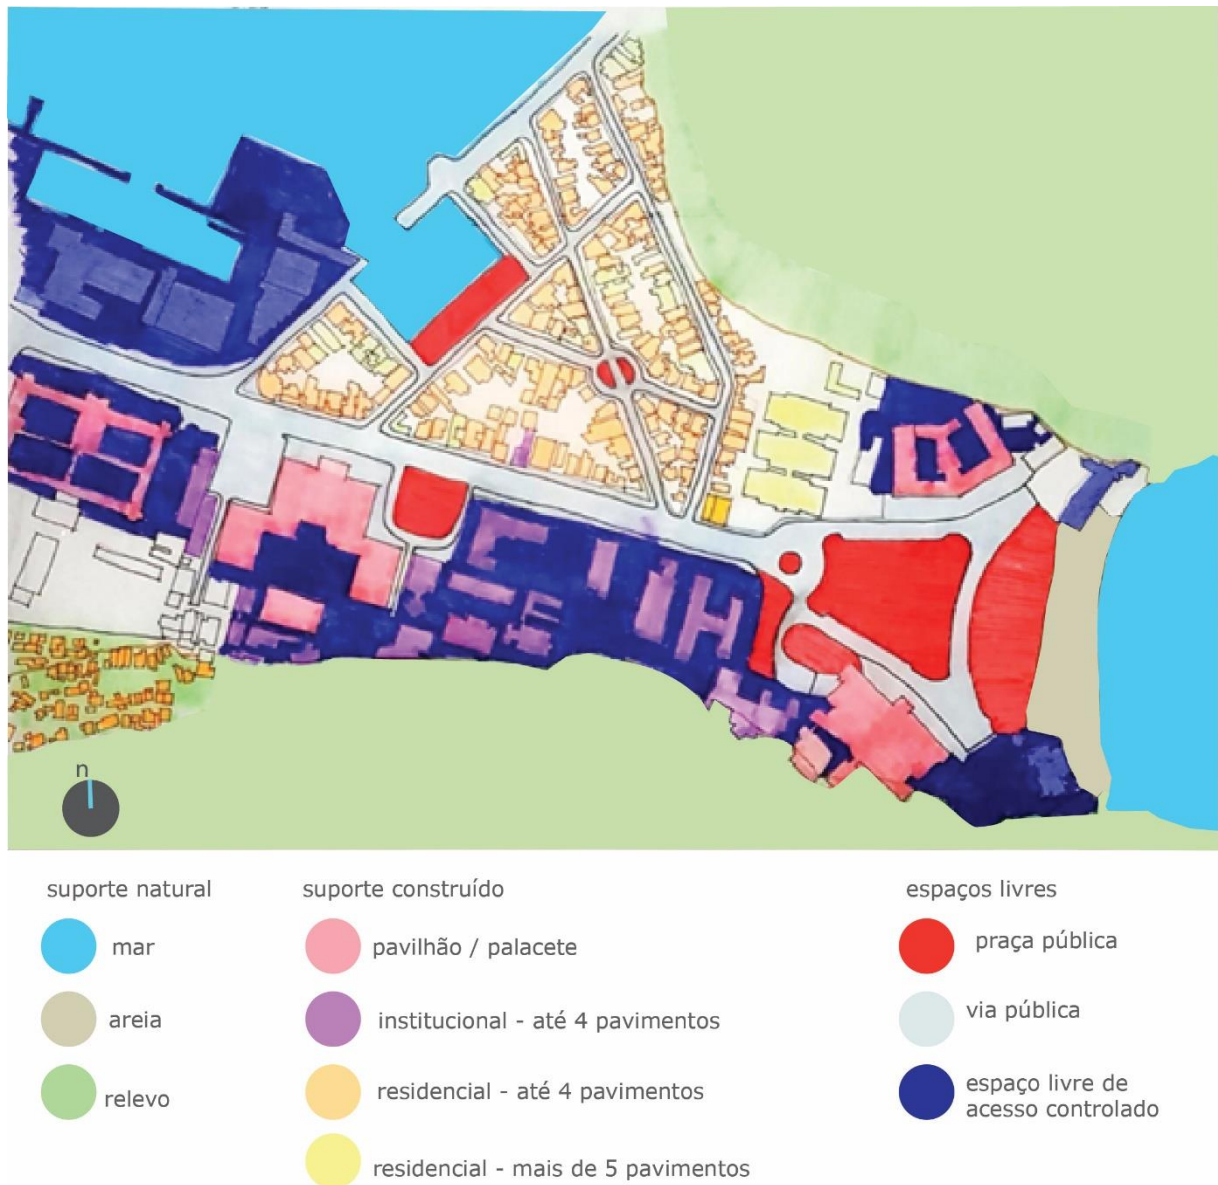 n
suporte natural
mar
areia
relevo
suporte construído
pavilhão / palacete
institucional - até 4 pavimentos
residencial - até 4 pavimentos
residencial - mais de 5 pavimentos
espaços livres
praça pública
via pública
espaço livre de
acesso controlado